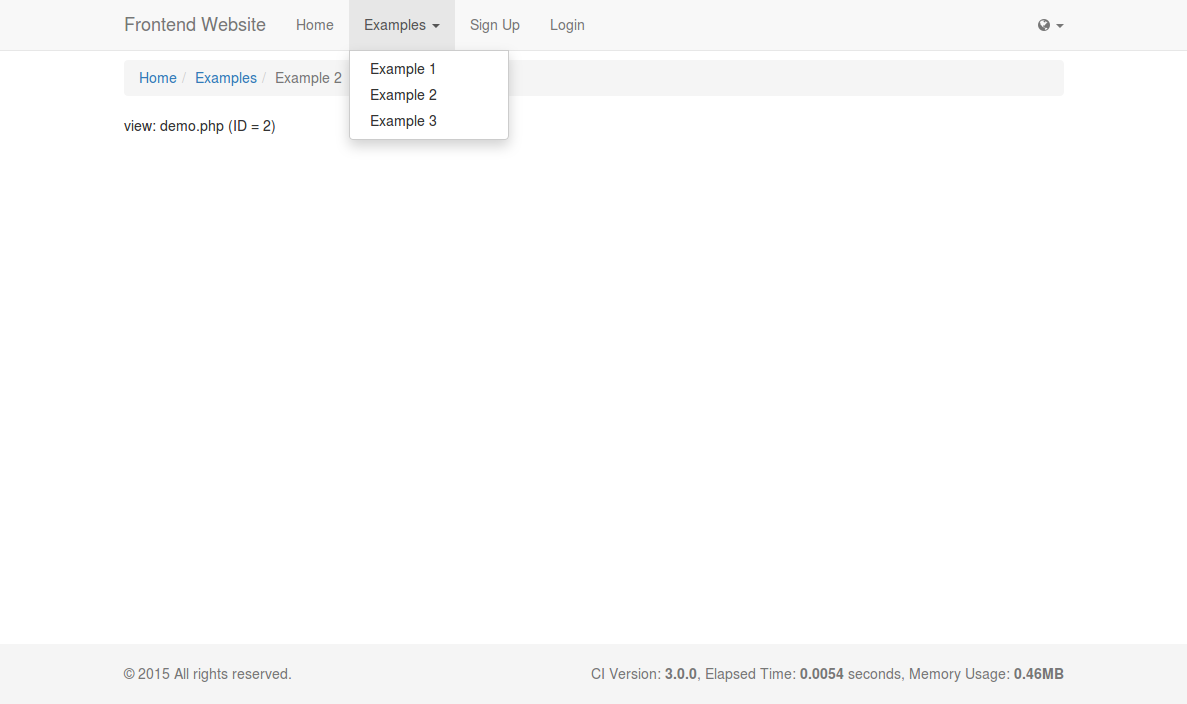 Frontend Website Home Examples Sign Up Login
Example 1
Example 2
Example 3
Home / Examples / Example 2
view: demo.php (ID = 2)
© 2015 All rights reserved.
CI Version: 3.0.0, Elapsed Time: 0.0054 seconds, Memory Usage: 0.46MB